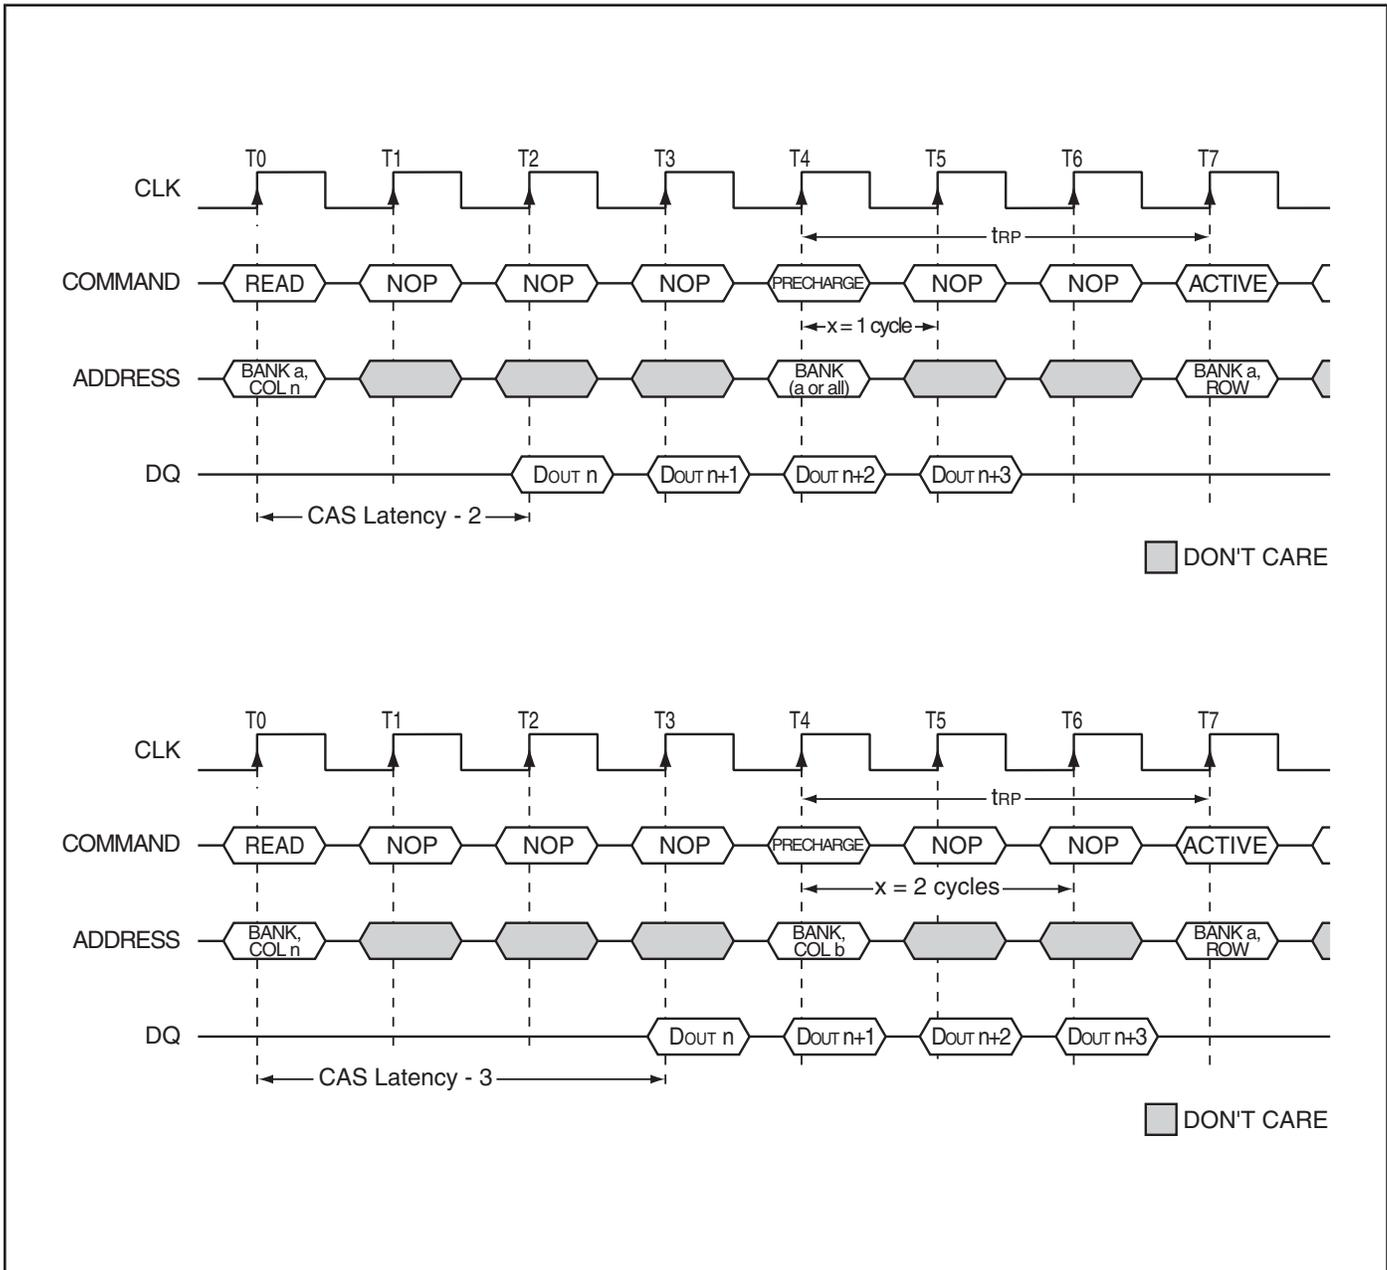 T0 T1 T2 T3 T4 T5 T6 T7
CLK
tRP
COMMAND READ NOP NOP NOP PRECHARGE NOP NOP ACTIVE
x = 1 cycle
ADDRESS BANK a, COL n BANK (a or all) BANK a, ROW
DQ DOUT n DOUT n+1 DOUT n+2 DOUT n+3
CAS Latency - 2
DON'T CARE
T0 T1 T2 T3 T4 T5 T6 T7
CLK
tRP
COMMAND READ NOP NOP NOP PRECHARGE NOP NOP ACTIVE
x = 2 cycles
ADDRESS BANK, COL n BANK, COL b BANK a, ROW
DQ DOUT n DOUT n+1 DOUT n+2 DOUT n+3
CAS Latency - 3
DON'T CARE